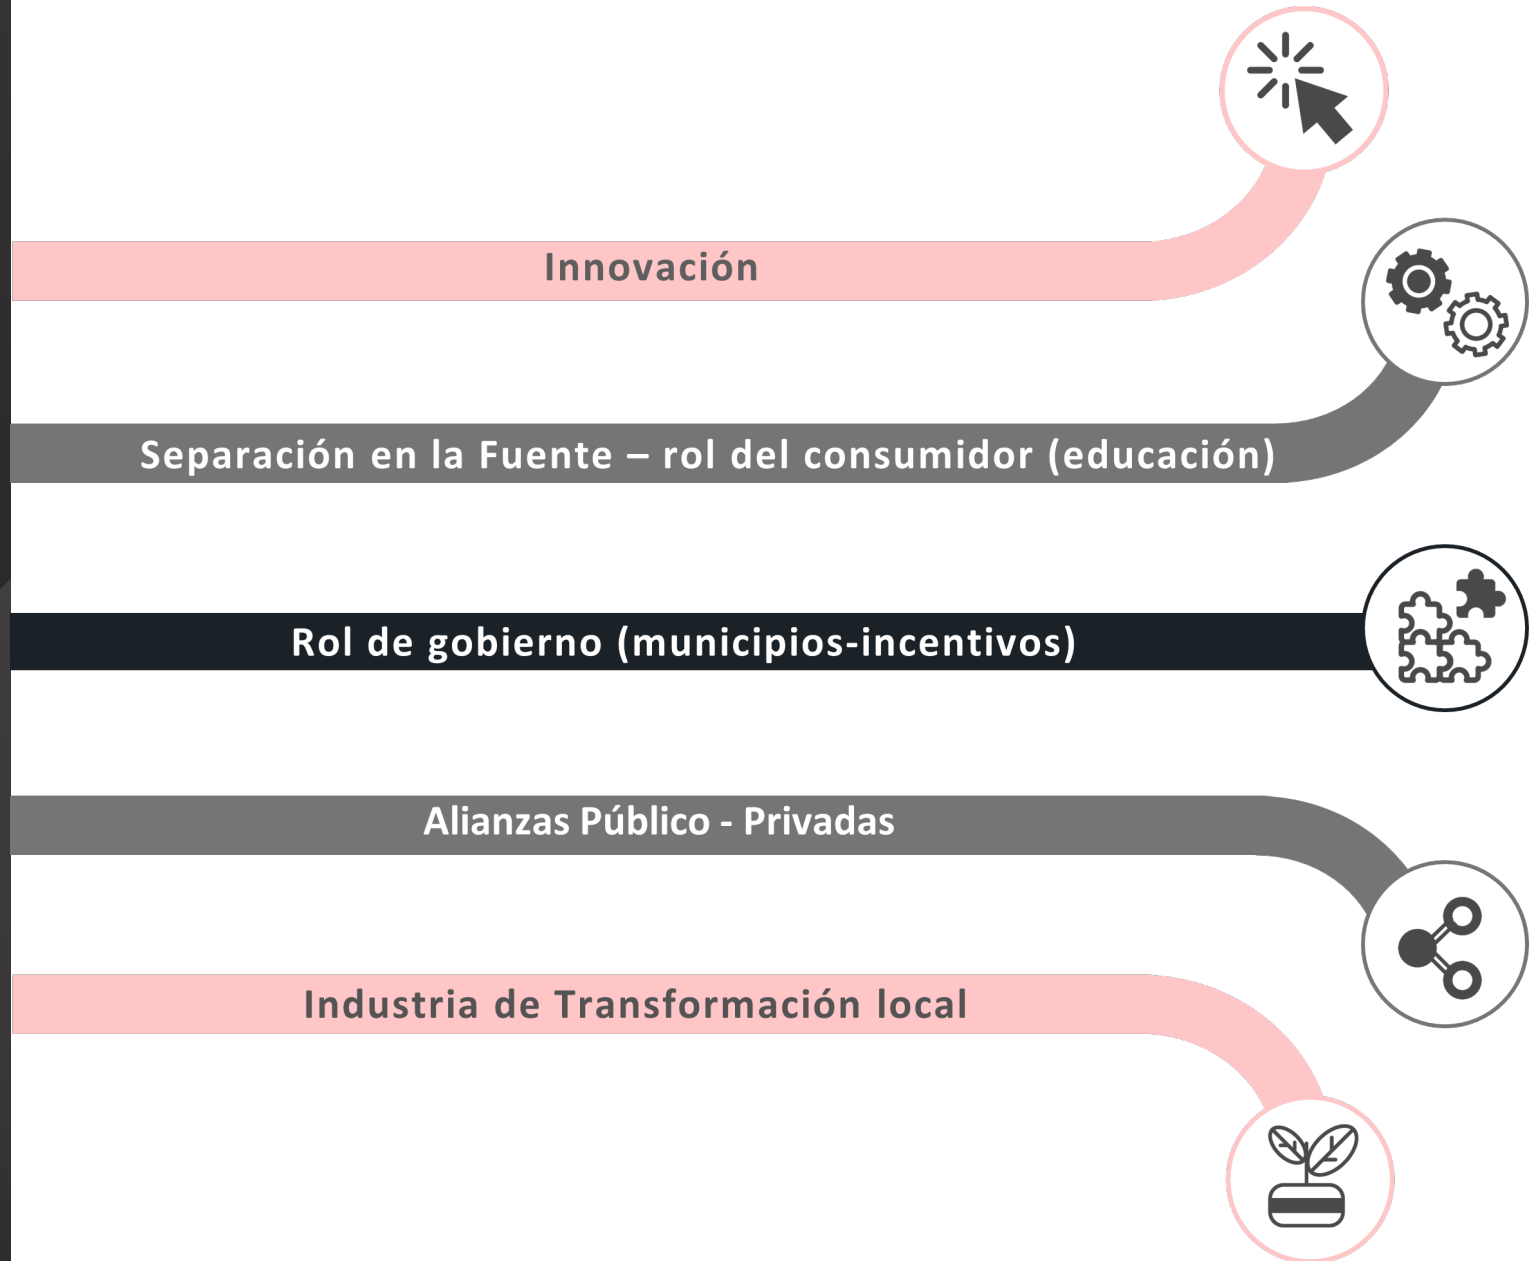 Innovación
Separación en la Fuente – rol del consumidor (educación)
Rol de gobierno (municipios-incentivos)
Alianzas Público - Privadas
Industria de Transformación local